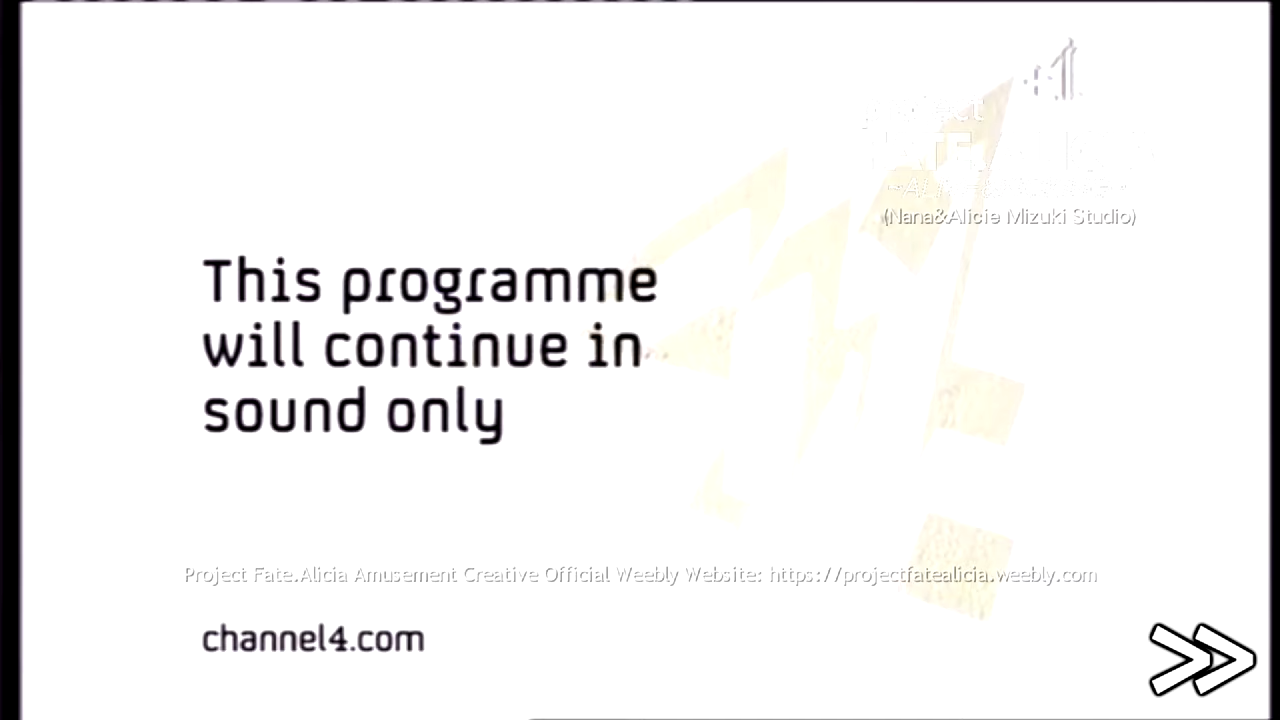 +1
(Nana&Alicie Mizuki Studio)
This programme
will continue in
sound only
Project Fate.Alicia Amusement Creative Official Weebly Website: https://projectfatealicia.weebly.com
channel4.com